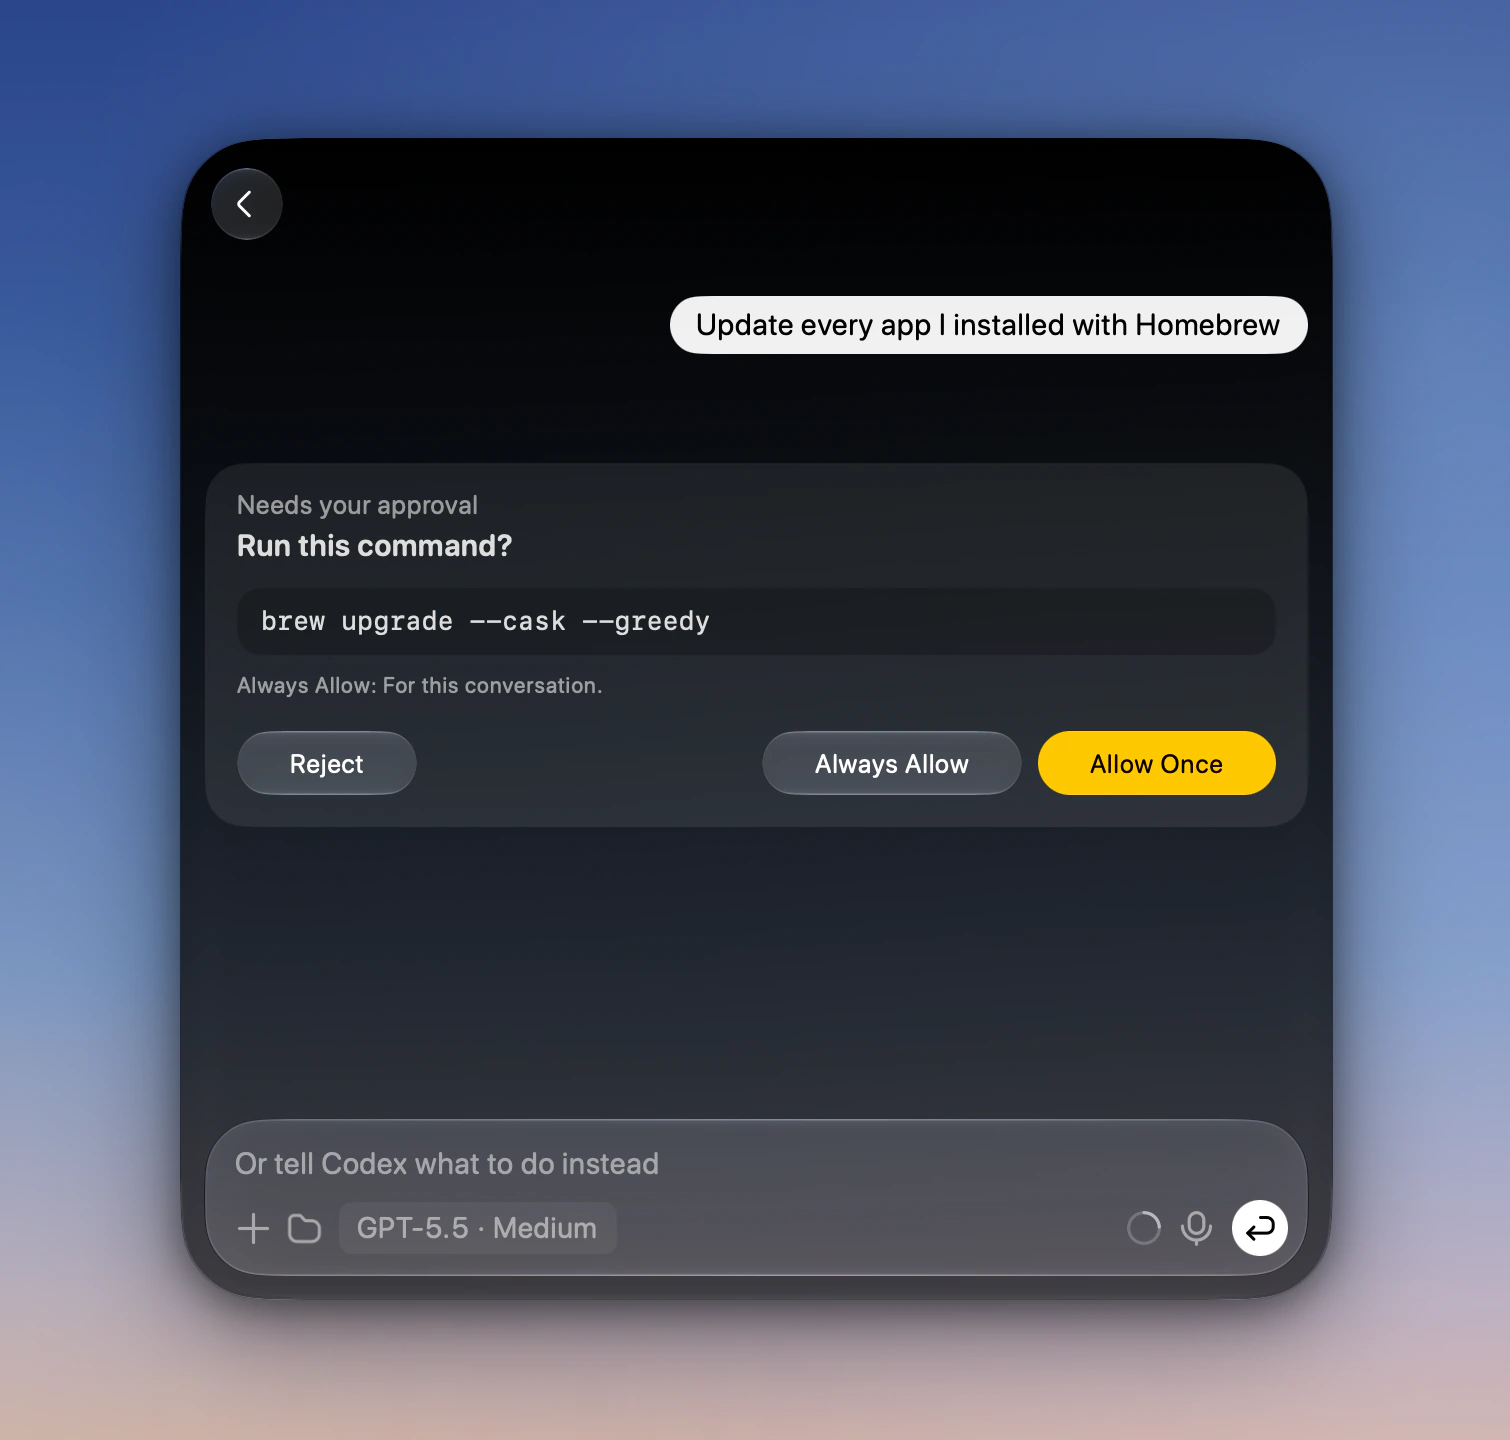 Update every app I installed with Homebrew
Needs your approval
Run this command?
brew upgrade --cask --greedy
Always Allow: For this conversation.
Reject
Always Allow
Allow Once
Or tell Codex what to do instead
GPT-5.5 · Medium